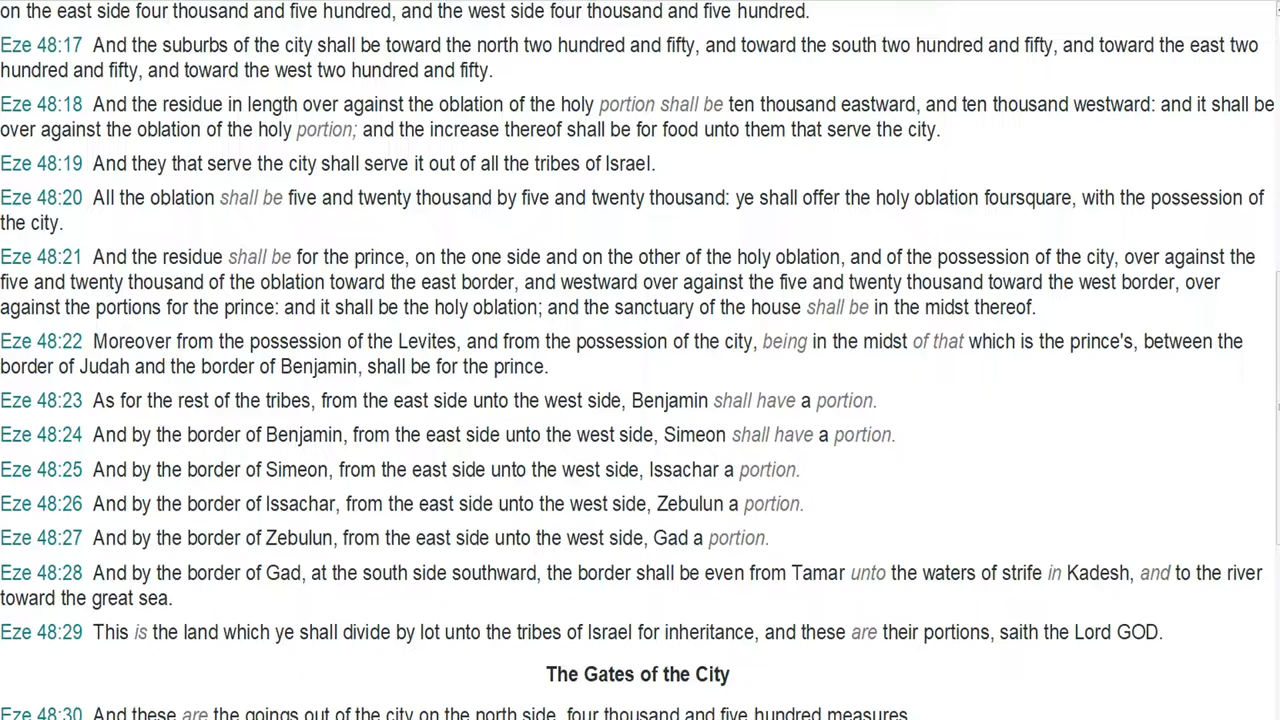 on the east side four thousand and five hundred, and the west side four thousand and five hundred.
Eze 48:17 And the suburbs of the city shall be toward the north two hundred and fifty, and toward the south two hundred and fifty, and toward the east two
hundred and fifty, and toward the west two hundred and fifty.
Eze 48:18 And the residue in length over against the oblation of the holy portion shall be ten thousand eastward, and ten thousand westward: and it shall be
over against the oblation of the holy portion; and the increase thereof shall be for food unto them that serve the city.
Eze 48:19 And they that serve the city shall serve it out of all the tribes of Israel.
Eze 48:20 All the oblation shall be five and twenty thousand by five and twenty thousand: ye shall offer the holy oblation foursquare, with the possession of
the city.
Eze 48:21 And the residue shall be for the prince, on the one side and on the other of the holy oblation, and of the possession of the city, over against the
five and twenty thousand of the oblation toward the east border, and westward over against the five and twenty thousand toward the west border, over
against the portions for the prince: and it shall be the holy oblation; and the sanctuary of the house shall be in the midst thereof.
Eze 48:22 Moreover from the possession of the Levites, and from the possession of the city, being in the midst of that which is the prince's, between the
border of Judah and the border of Benjamin, shall be for the prince.
Eze 48:23 As for the rest of the tribes, from the east side unto the west side, Benjamin shall have a portion.
Eze 48:24 And by the border of Benjamin, from the east side unto the west side, Simeon shall have a portion.
Eze 48:25 And by the border of Simeon, from the east side unto the west side, Issachar a portion.
Eze 48:26 And by the border of Issachar, from the east side unto the west side, Zebulun a portion.
Eze 48:27 And by the border of Zebulun, from the east side unto the west side, Gad a portion.
Eze 48:28 And by the border of Gad, at the south side southward, the border shall be even from Tamar unto the waters of strife in Kadesh, and to the river
toward the great sea.
Eze 48:29 This is the land which ye shall divide by lot unto the tribes of Israel for inheritance, and these are their portions, saith the Lord GOD.
The Gates of the City
Eze 48:30 And these are the goings out of the city on the north side, four thousand and five hundred measures.